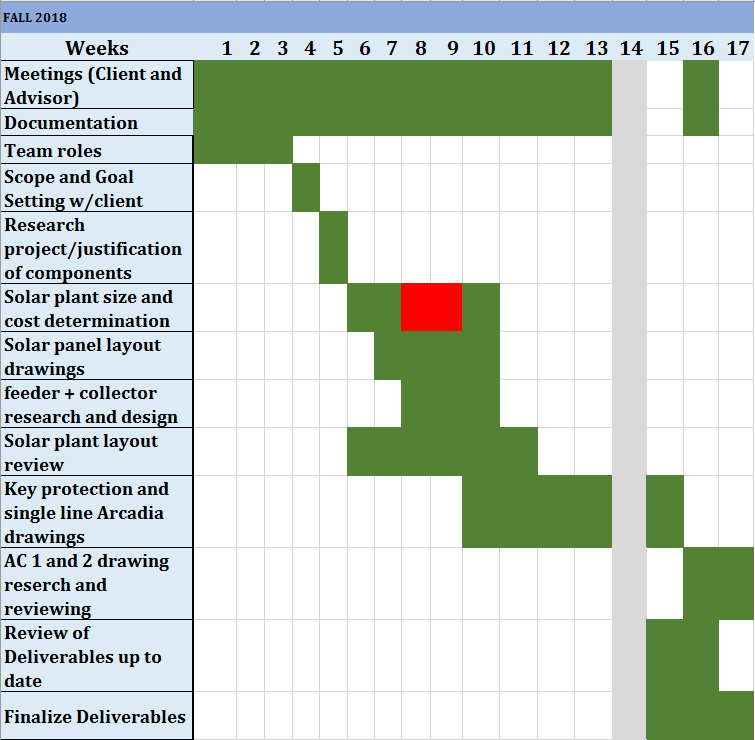 FALL 2018
Weeks 1 2 3 4 5 6 7 8 9 10 11 12 13 14 15 16 17
Meetings (Client and
Advisor)
Documentation
Team roles
Scope and Goal
Setting w/client
Research
project/justification
of components
Solar plant size and
cost determination
Solar panel layout
drawings
feeder + collector
research and design
Solar plant layout
review
Key protection and
single line Arcadia
drawings
AC 1 and 2 drawing
reserch and
reviewing
Review of
Deliverables up to
date
Finalize Deliverables